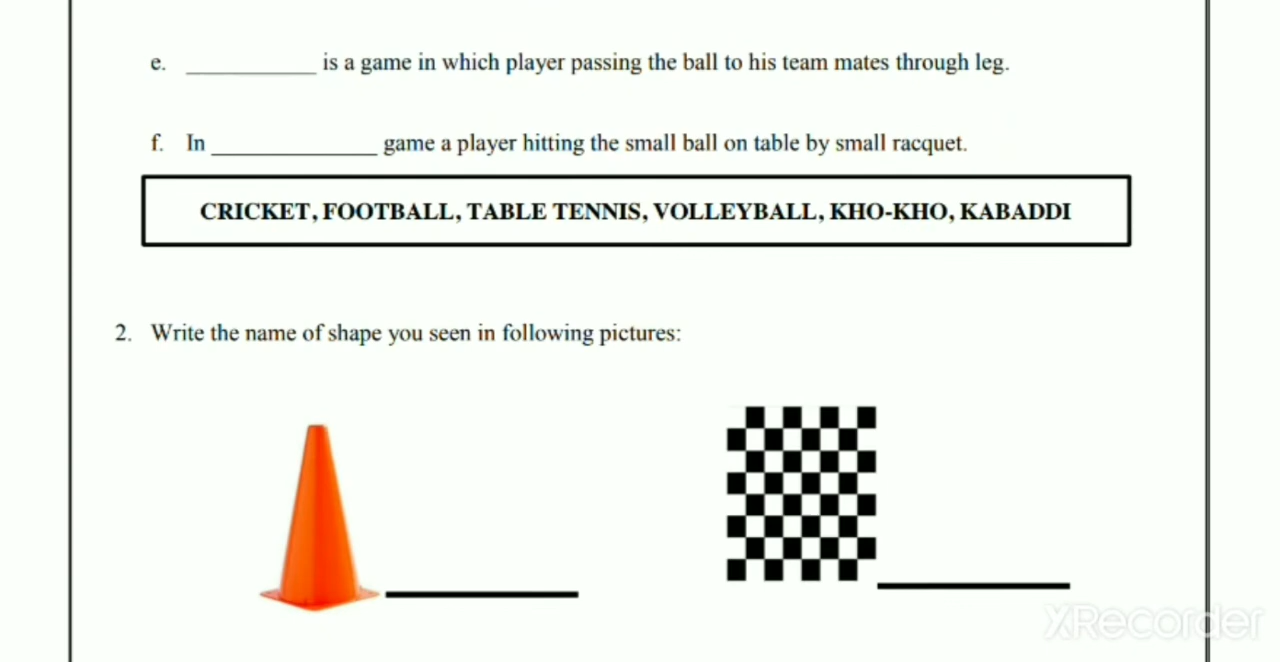 e. ____________ is a game in which player passing the ball to his team mates through leg.
f. In _______________ game a player hitting the small ball on table by small racquet.
CRICKET, FOOTBALL, TABLE TENNIS, VOLLEYBALL, KHO-KHO, KABADDI
2. Write the name of shape you seen in following pictures:
XRecorder